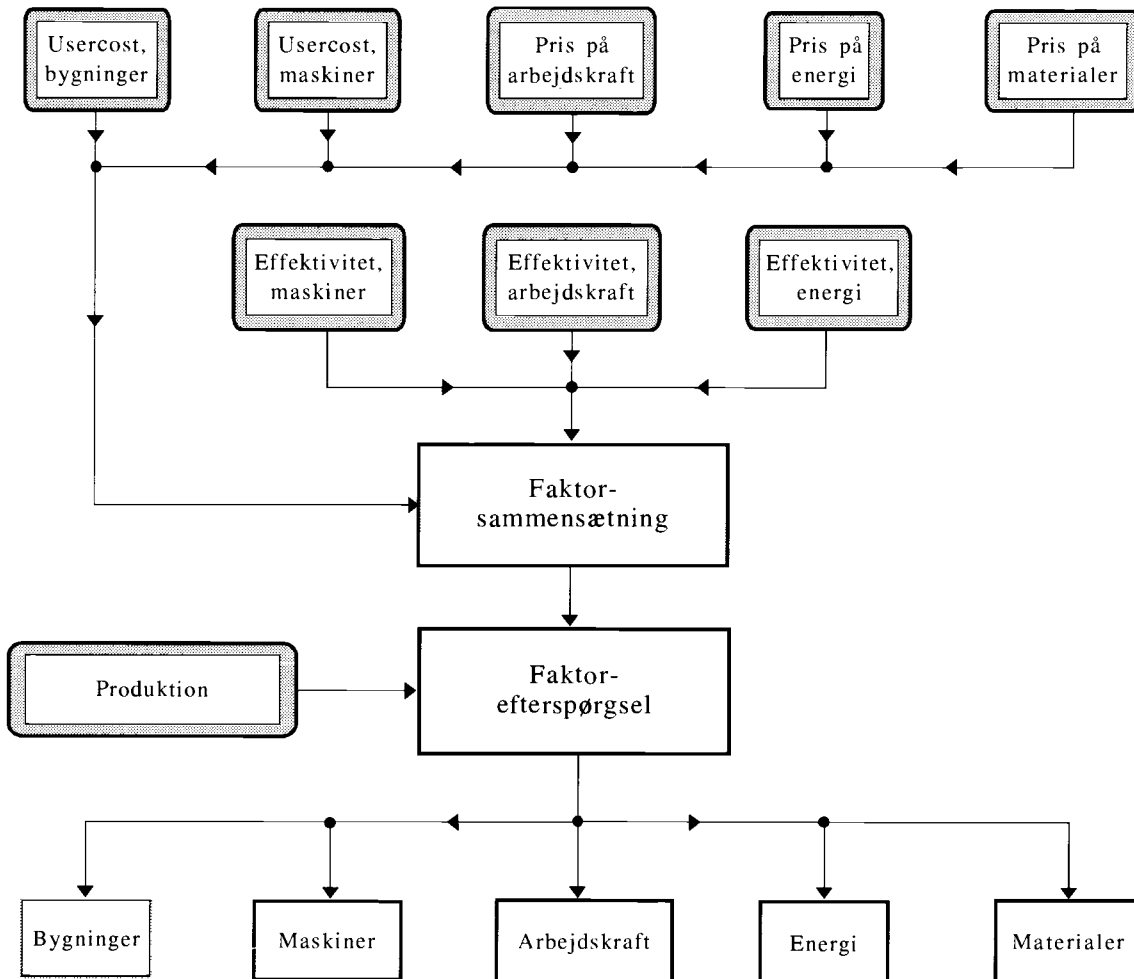 Usercost,
bygninger
Usercost,
maskiner
Pris på
arbejdskraft
Pris på
energi
Pris på
materialer
Effektivitet,
maskiner
Effektivitet,
arbejdskraft
Effektivitet,
energi
Faktor-
sammensætning
Faktor-
efterspørgsel
Produktion
Bygninger
Maskiner
Arbejdskraft
Energi
Materialer